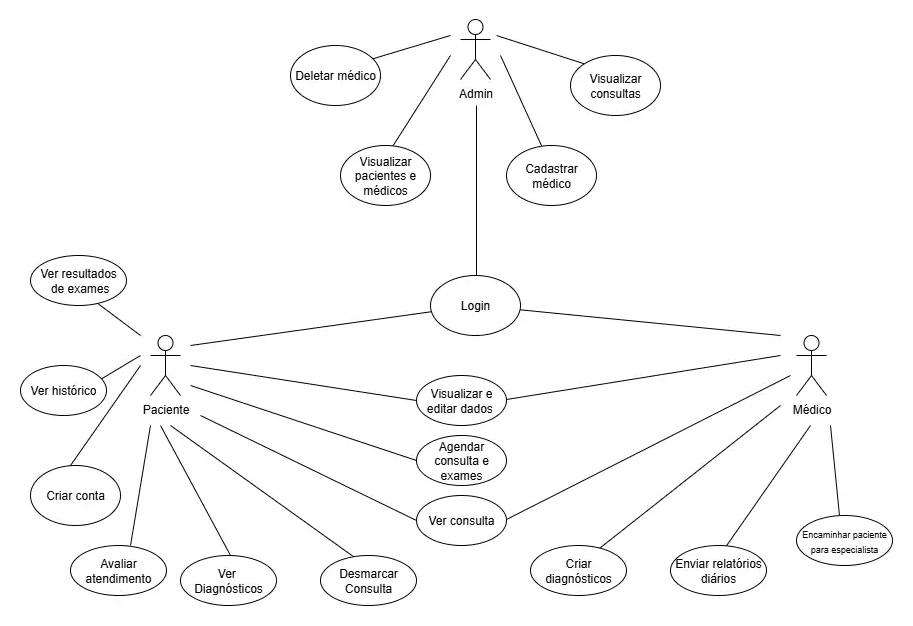 Deletar médico
Visualizar
consultas
Admin
Visualizar
pacientes e
médicos
Cadastrar
médico
Ver resultados
de exames
Login
Ver histórico
Paciente
Visualizar e
editar dados
Médico
Agendar
consulta e
exames
Criar conta
Ver consulta
Encaminhar paciente
para especialista
Avaliar
atendimento
Ver
Diagnósticos
Desmarcar
Consulta
Criar
diagnósticos
Enviar relatórios
diários